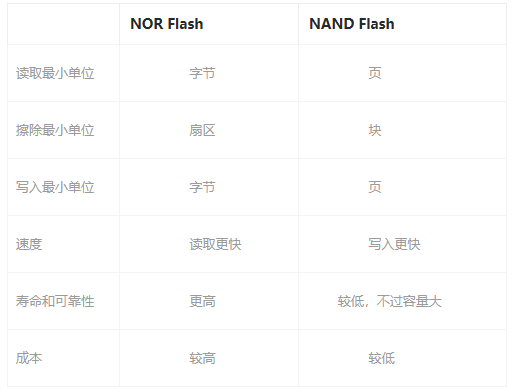 NOR Flash NAND Flash
读取最小单位 字节 页
擦除最小单位 扇区 块
写入最小单位 字节 页
速度 读取更快 写入更快
寿命和可靠性 更高 较低，不过容量大
成本 较高 较低